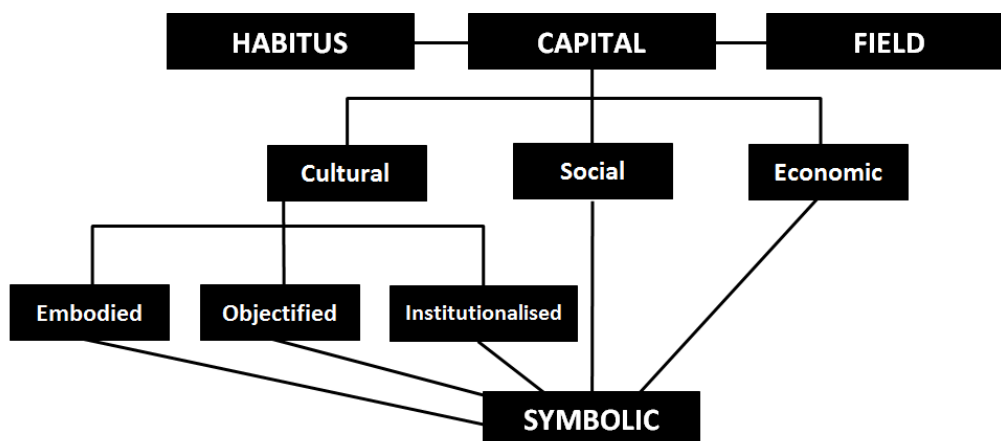 HABITUS
CAPITAL
FIELD
Cultural
Social
Economic
Embodied
Objectified
Institutionalised
SYMBOLIC